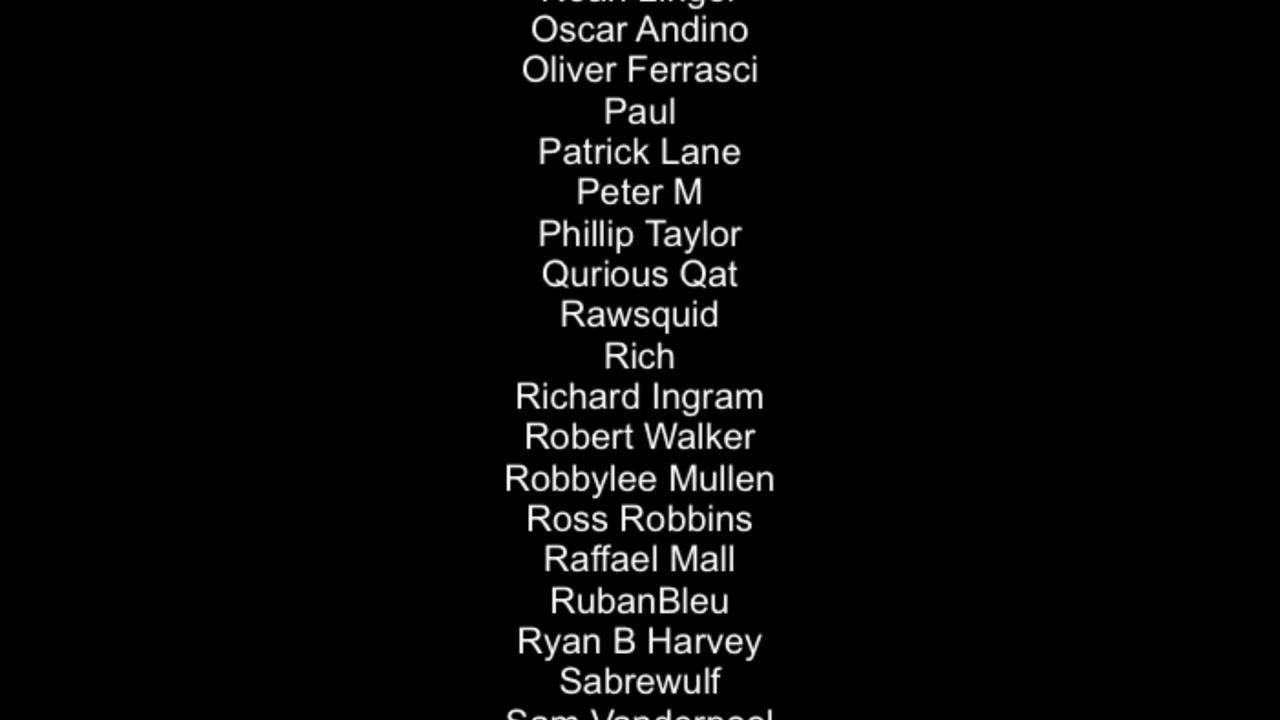 Oscar Andino
Oliver Ferrasci
Paul
Patrick Lane
Peter M
Phillip Taylor
Qurious Qat
Rawsquid
Rich
Richard Ingram
Robert Walker
Robbylee Mullen
Ross Robbins
Raffael Mall
RubanBleu
Ryan B Harvey
Sabrewulf
Sam